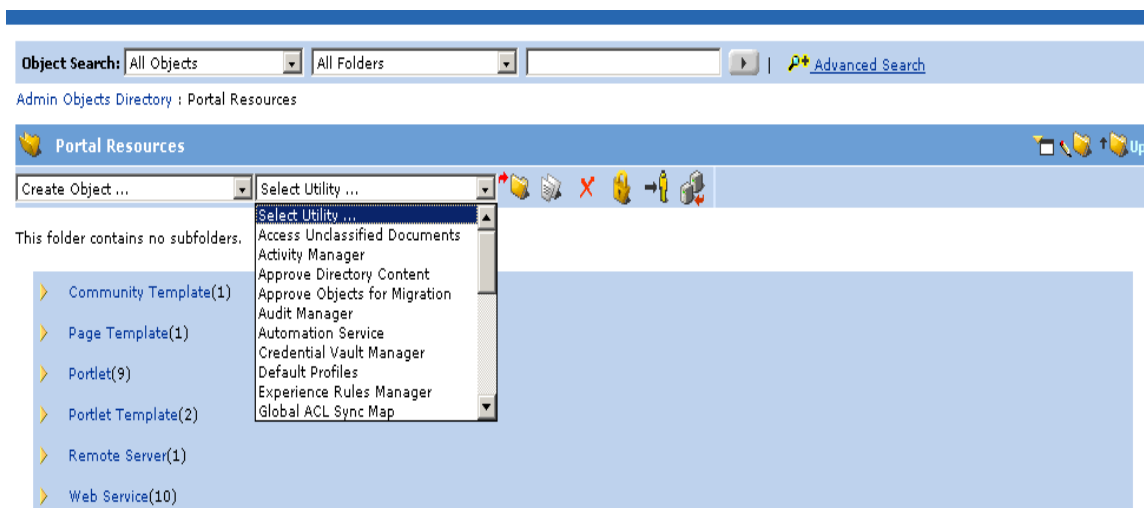 Object Search: All Objects All Folders | Advanced Search
Admin Objects Directory : Portal Resources
Portal Resources Up
Create Object ... Select Utility ...
Select Utility ...
This folder contains no subfolders.
Access Unclassified Documents
Activity Manager
Approve Directory Content
Approve Objects for Migration
Audit Manager
Automation Service
Credential Vault Manager
Default Profiles
Experience Rules Manager
Global ACL Sync Map
Community Template(1)
Page Template(1)
Portlet(9)
Portlet Template(2)
Remote Server(1)
Web Service(10)